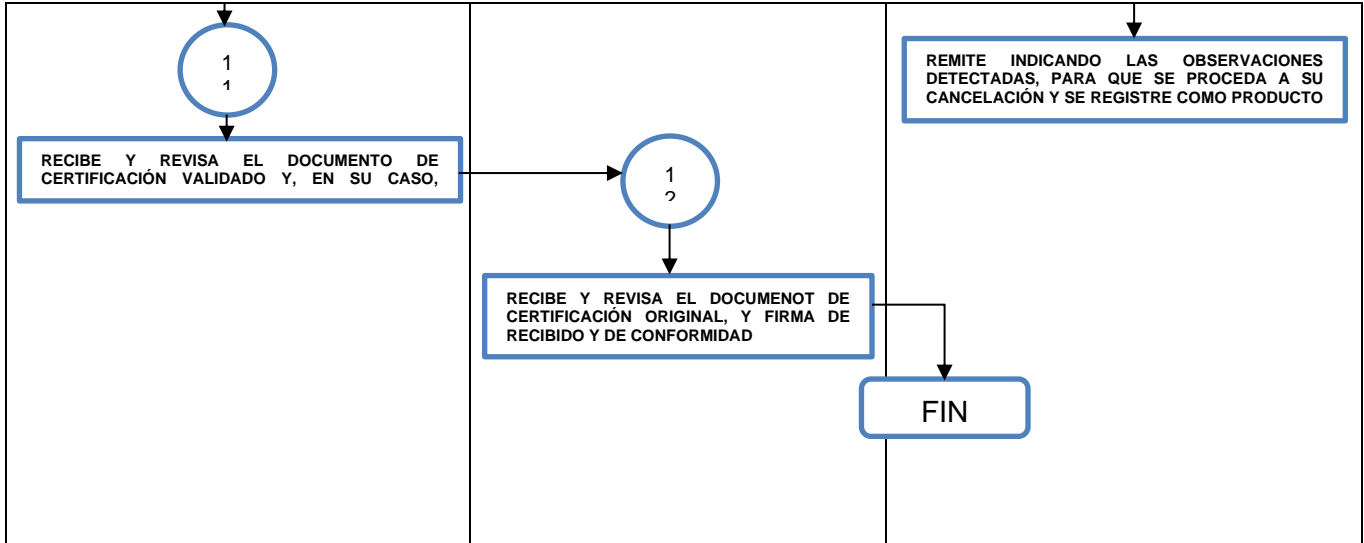 1
1
RECIBE Y REVISA EL DOCUMENTO DE
CERTIFICACIÓN VALIDADO Y, EN SU CASO,
1
2
RECIBE Y REVISA EL DOCUMENOT DE
CERTIFICACIÓN ORIGINAL, Y FIRMA DE
RECIBIDO Y DE CONFORMIDAD
REMITE INDICANDO LAS OBSERVACIONES
DETECTADAS, PARA QUE SE PROCEDA A SU
CANCELACIÓN Y SE REGISTRE COMO PRODUCTO
FIN